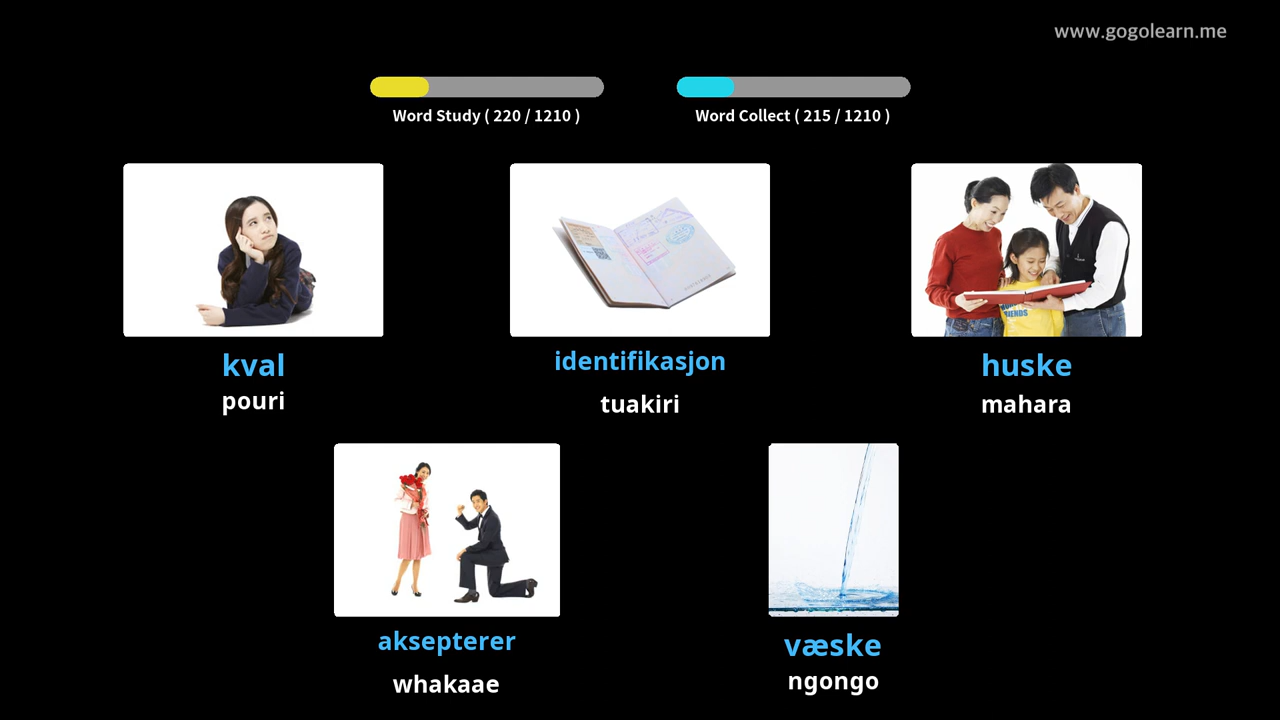 www.gogolearn.me
Word Study ( 220 / 1210 )
Word Collect ( 215 / 1210 )
kval
pouri
identifikasjon
tuakiri
huske
mahara
aksepterer
whakaae
væske
ngongo